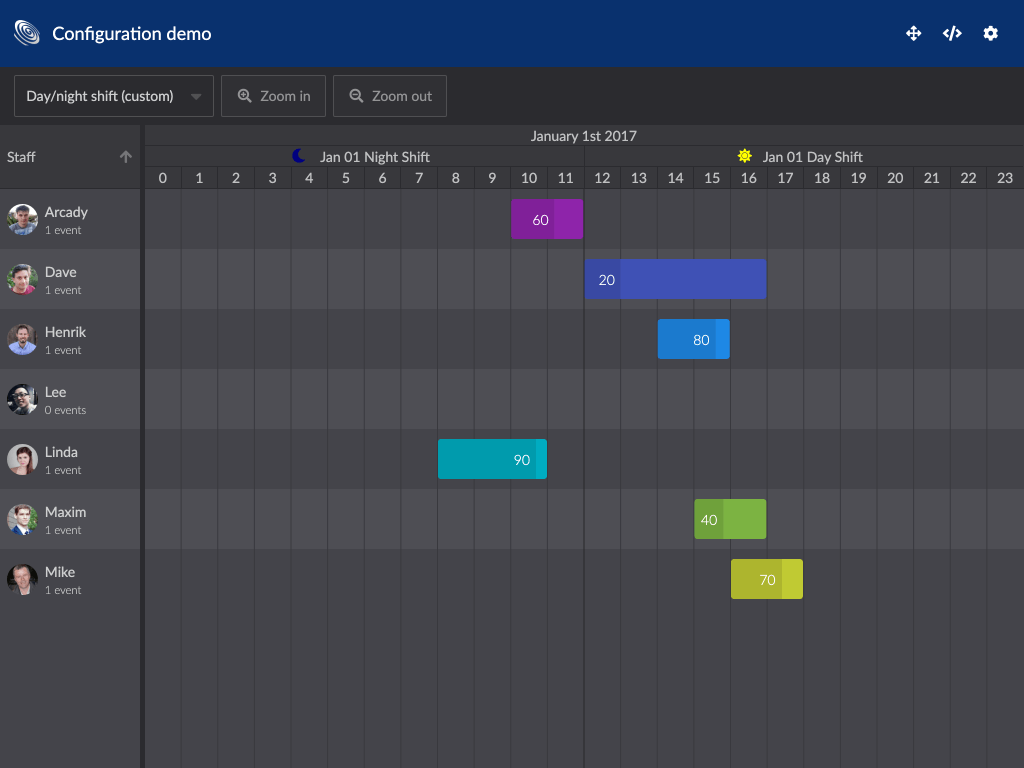 Configuration demo
Day/night shift (custom) Zoom in Zoom out
January 1st 2017
Staff Jan 01 Night Shift Jan 01 Day Shift
0 1 2 3 4 5 6 7 8 9 10 11 12 13 14 15 16 17 18 19 20 21 22 23
Arcady
1 event
60
Dave
1 event
20
Henrik
1 event
80
Lee
0 events
Linda
1 event
90
Maxim
1 event
40
Mike
1 event
70